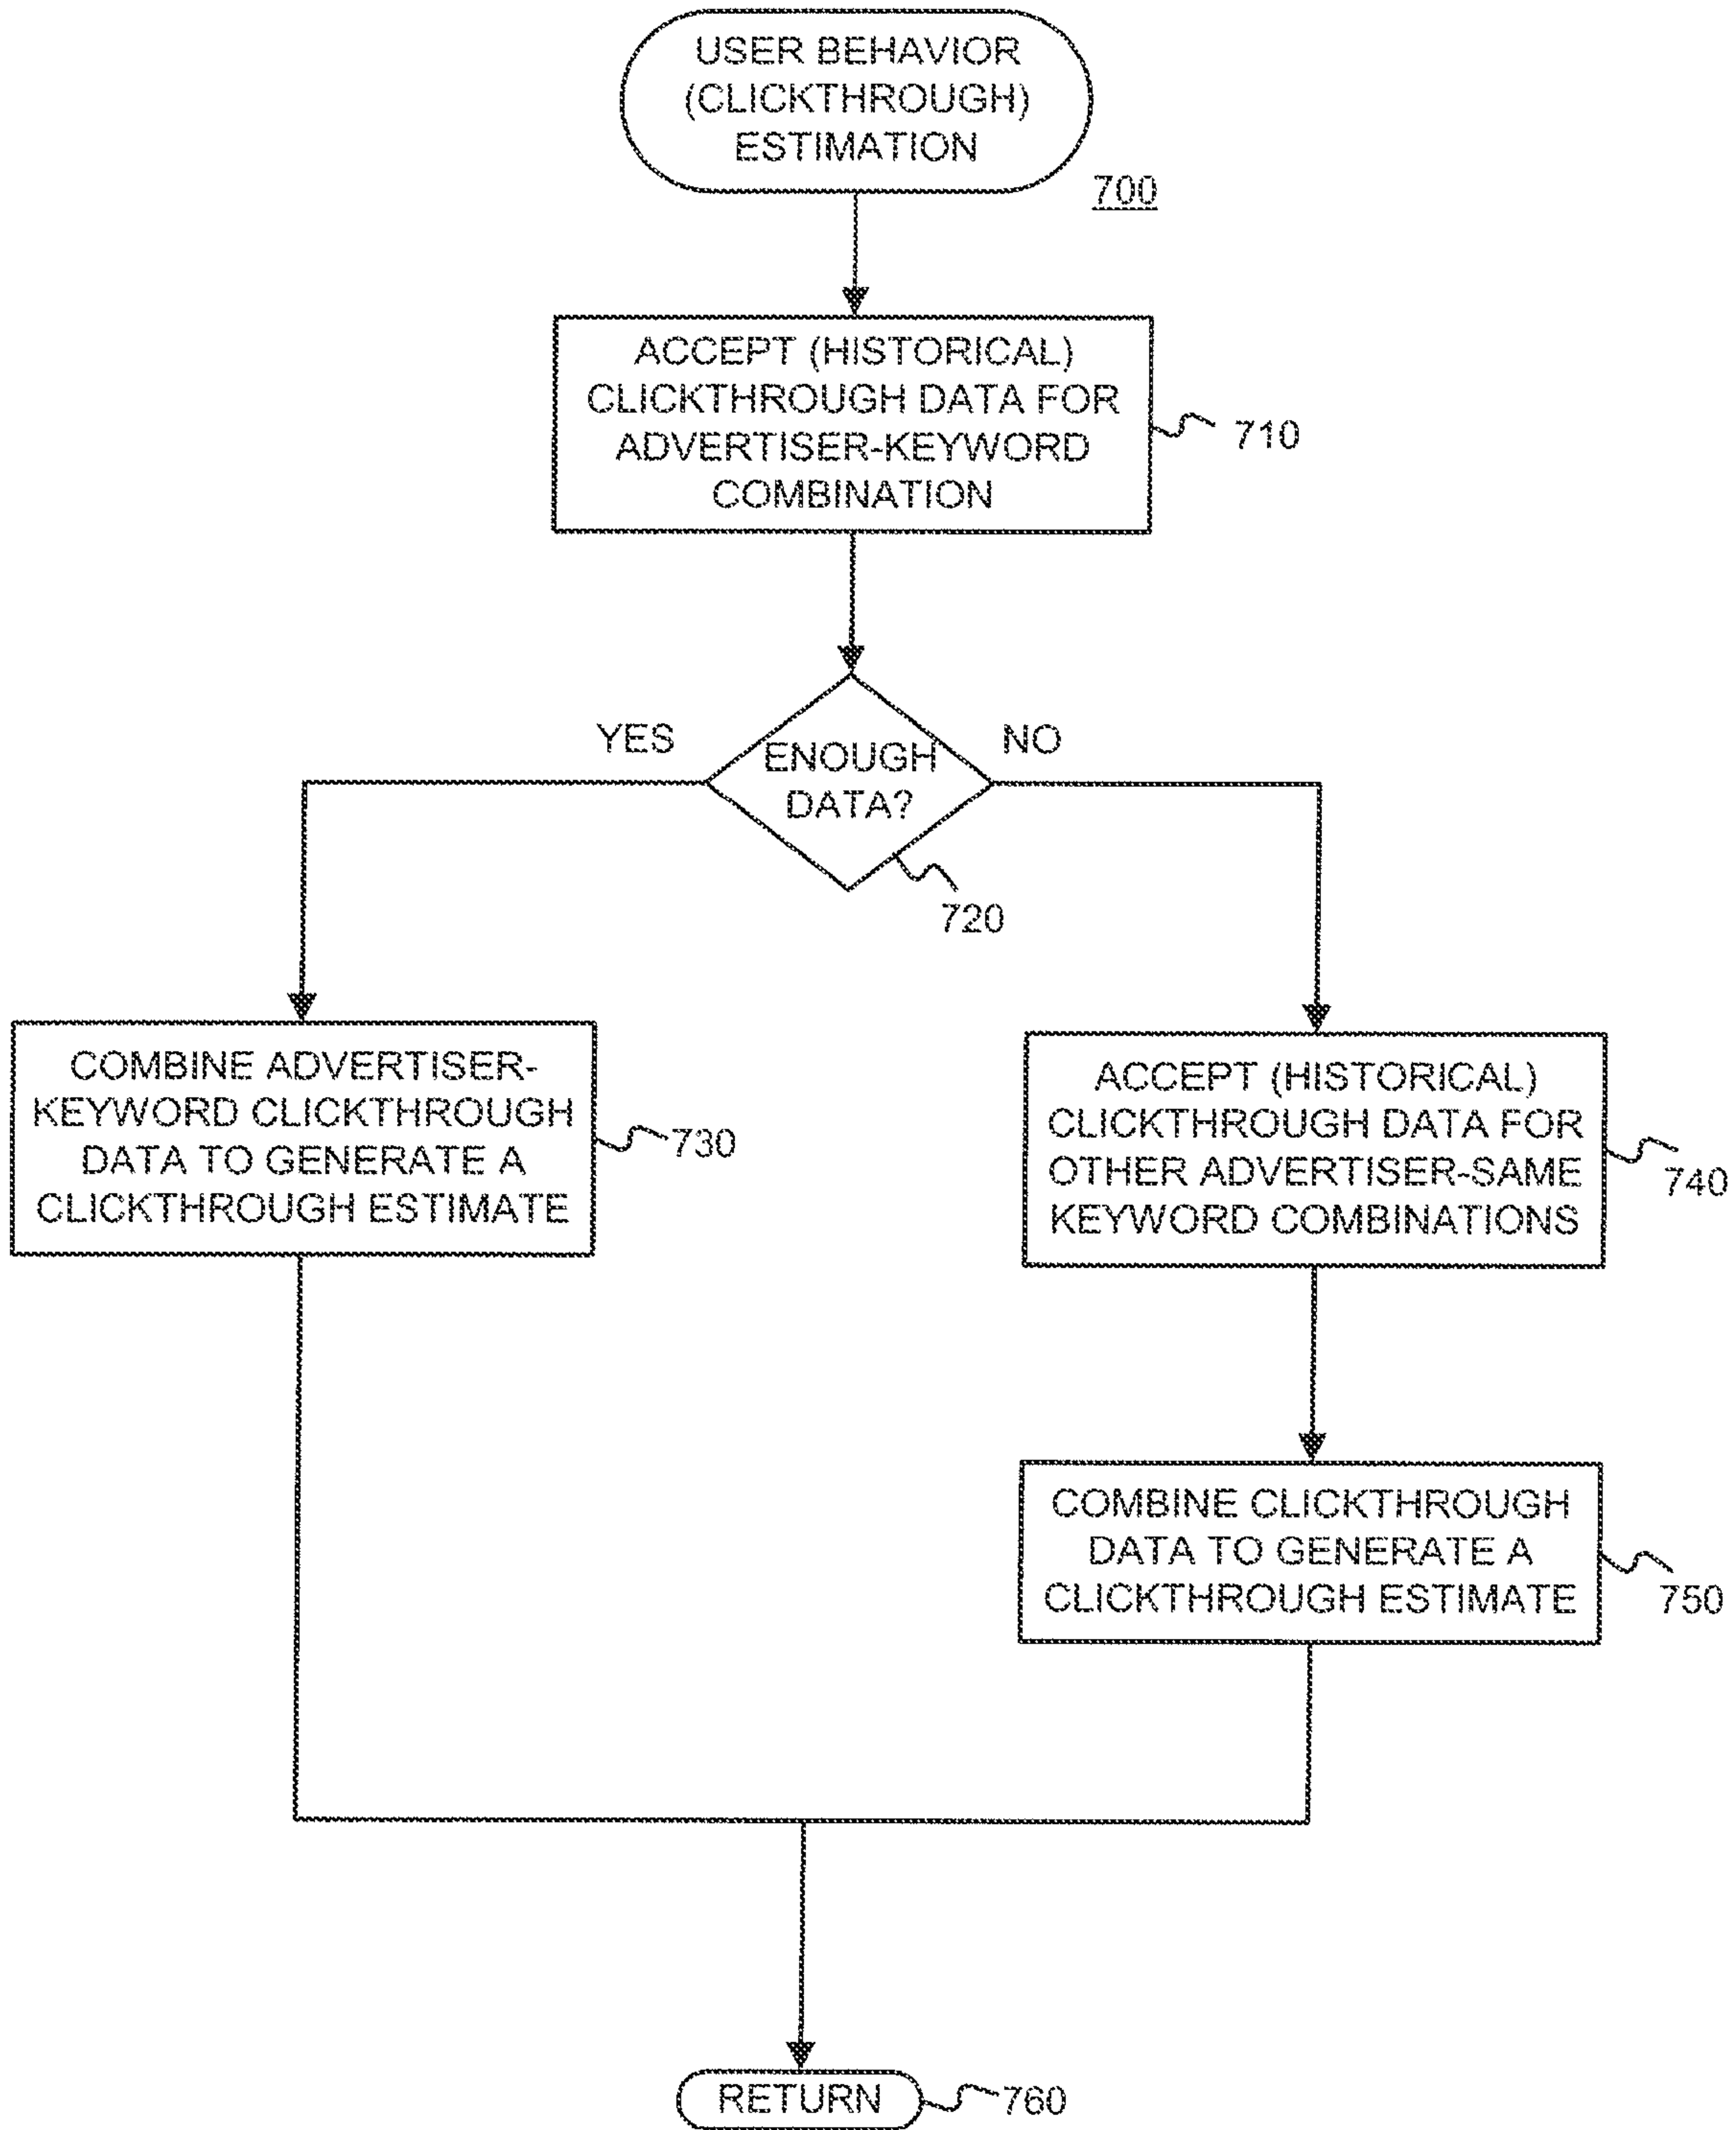 USER BEHAVIOR
(CLICKTHROUGH)
ESTIMATION
700
ACCEPT (HISTORICAL)
CLICKTHROUGH DATA FOR
ADVERTISER-KEYWORD
COMBINATION
710
YES
ENOUGH
DATA?
NO
720
COMBINE ADVERTISER-
KEYWORD CLICKTHROUGH
DATA TO GENERATE A
CLICKTHROUGH ESTIMATE
730
ACCEPT (HISTORICAL)
CLICKTHROUGH DATA FOR
OTHER ADVERTISER-SAME
KEYWORD COMBINATIONS
740
COMBINE CLICKTHROUGH
DATA TO GENERATE A
CLICKTHROUGH ESTIMATE
750
RETURN
760